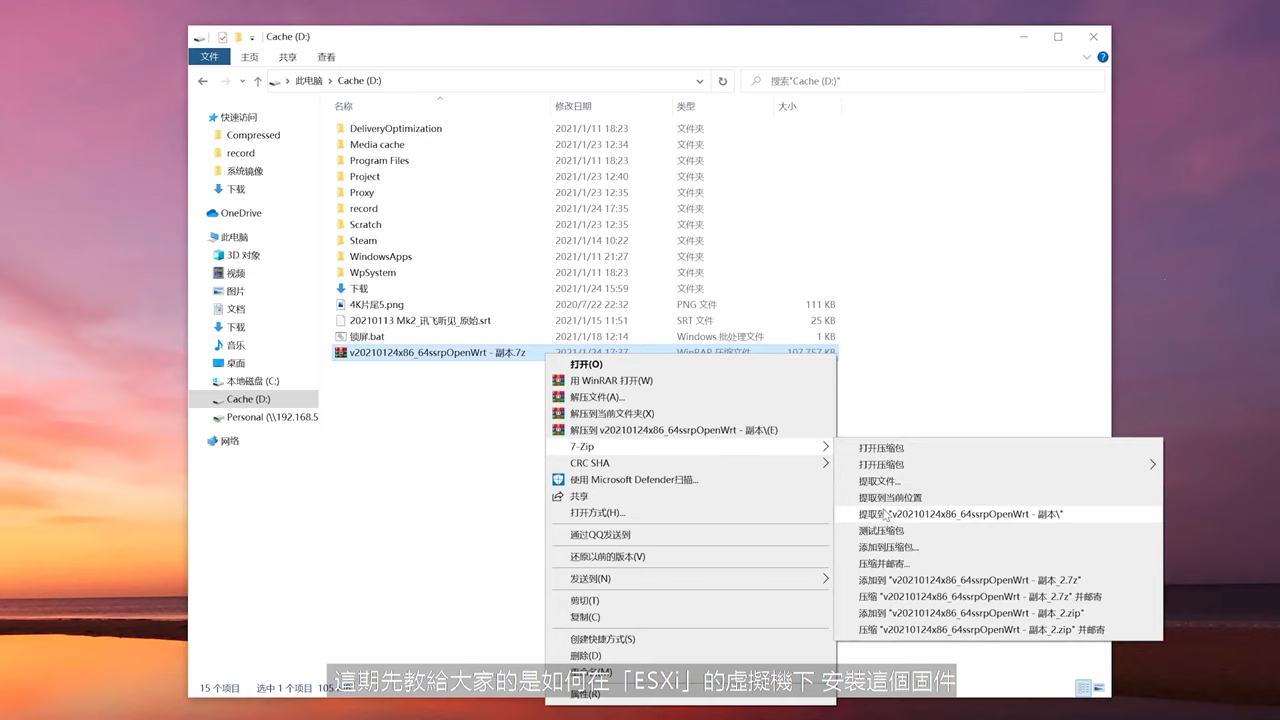 Cache (D:)
文件 主页 共享 查看
此电脑 Cache (D:) 搜索"Cache (D:)"
名称 修改日期 类型 大小
快速访问
Compressed
record
系统镜像
下载
OneDrive
此电脑
3D 对象
视频
图片
文档
下载
音乐
桌面
本地磁盘 (C:)
Cache (D:)
Personal (\\192.168.5
网络
DeliveryOptimization 2021/1/11 18:23 文件夹
Media cache 2021/1/23 12:34 文件夹
Program Files 2021/1/11 18:23 文件夹
Project 2021/1/23 12:40 文件夹
Proxy 2021/1/23 12:35 文件夹
record 2021/1/24 17:35 文件夹
Scratch 2021/1/23 12:35 文件夹
Steam 2021/1/14 10:22 文件夹
WindowsApps 2021/1/11 21:27 文件夹
WpSystem 2021/1/11 18:23 文件夹
下载 2021/1/24 15:59 文件夹
4K片尾5.png 2020/7/22 22:32 PNG 文件 111 KB
20210113 Mk2_讯飞听见_原始.srt 2021/1/15 11:51 SRT 文件 25 KB
锁屏.bat 2021/1/18 12:14 Windows 批处理文件 1 KB
v20210124x86_64ssrpOpenWrt - 副本.7z 2021/1/24 17:37 WinRAR 压缩文件 107,757 KB
打开(O)
用 WinRAR 打开(W)
解压文件(A)...
解压到当前文件夹(X)
解压到 v20210124x86_64ssrpOpenWrt - 副本\(E)
7-Zip
CRC SHA
使用 Microsoft Defender扫描...
共享
打开方式(H)...
通过QQ发送到
还原以前的版本(V)
发送到(N)
剪切(T)
复制(C)
创建快捷方式(S)
删除(D)
属性(R)
打开压缩包
打开压缩包
提取文件...
提取到当前位置
提取到 "v20210124x86_64ssrpOpenWrt - 副本\"
测试压缩包
添加到压缩包...
压缩并邮寄...
添加到 "v20210124x86_64ssrpOpenWrt - 副本_2.7z"
压缩 "v20210124x86_64ssrpOpenWrt - 副本_2.7z" 并邮寄
添加到 "v20210124x86_64ssrpOpenWrt - 副本_2.zip"
压缩 "v20210124x86_64ssrpOpenWrt - 副本_2.zip" 并邮寄
15 个项目 选中 1 个项目
這期先教給大家的是如何在「ESXi」的虛擬機下 安裝這個固件